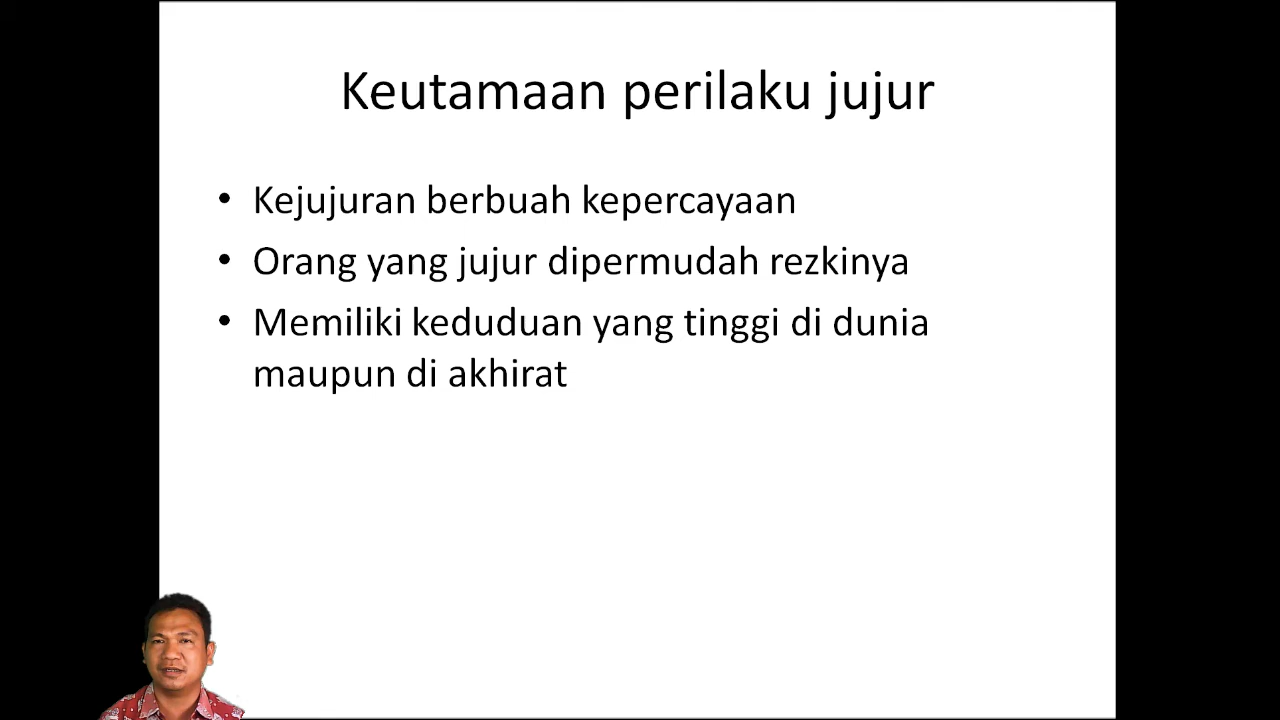 Keutamaan perilaku jujur
• Kejujuran berbuah kepercayaan
• Orang yang jujur dipermudah rezkinya
• Memiliki keduduan yang tinggi di dunia
maupun di akhirat